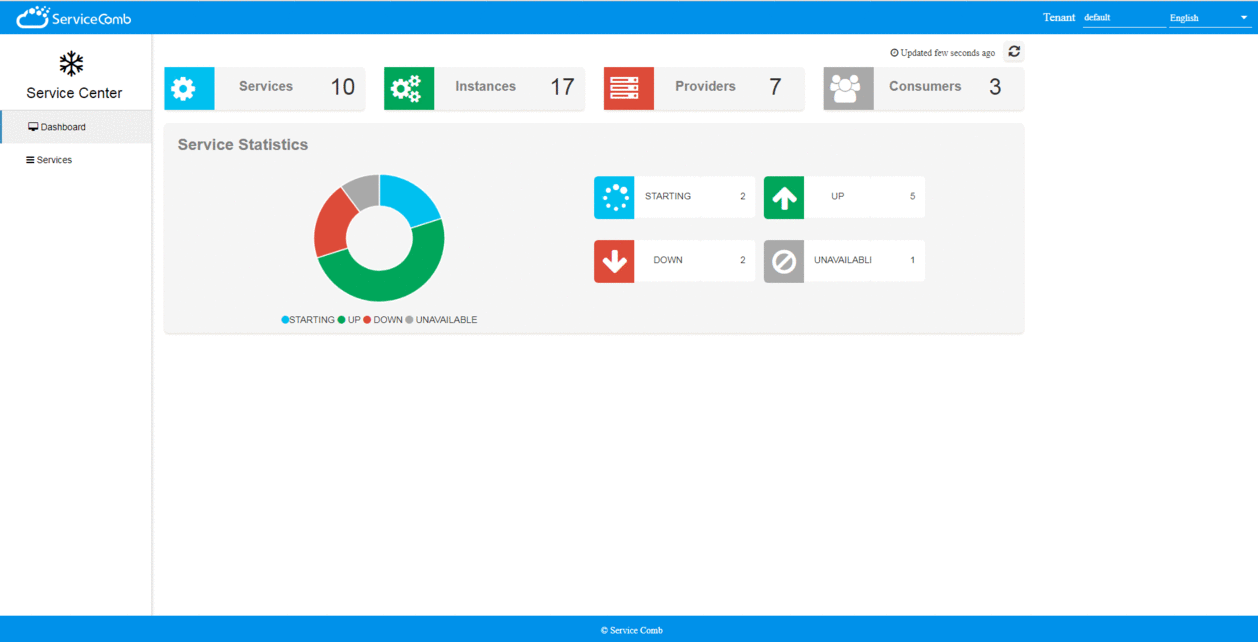 ServiceComb
Tenant default English
Service Center
Dashboard
Services
Updated few seconds ago
Services 10
Instances 17
Providers 7
Consumers 3
Service Statistics
STARTING 2
UP 5
DOWN 2
UNAVAILABLI 1
STARTING UP DOWN UNAVAILABLE
© Service Comb